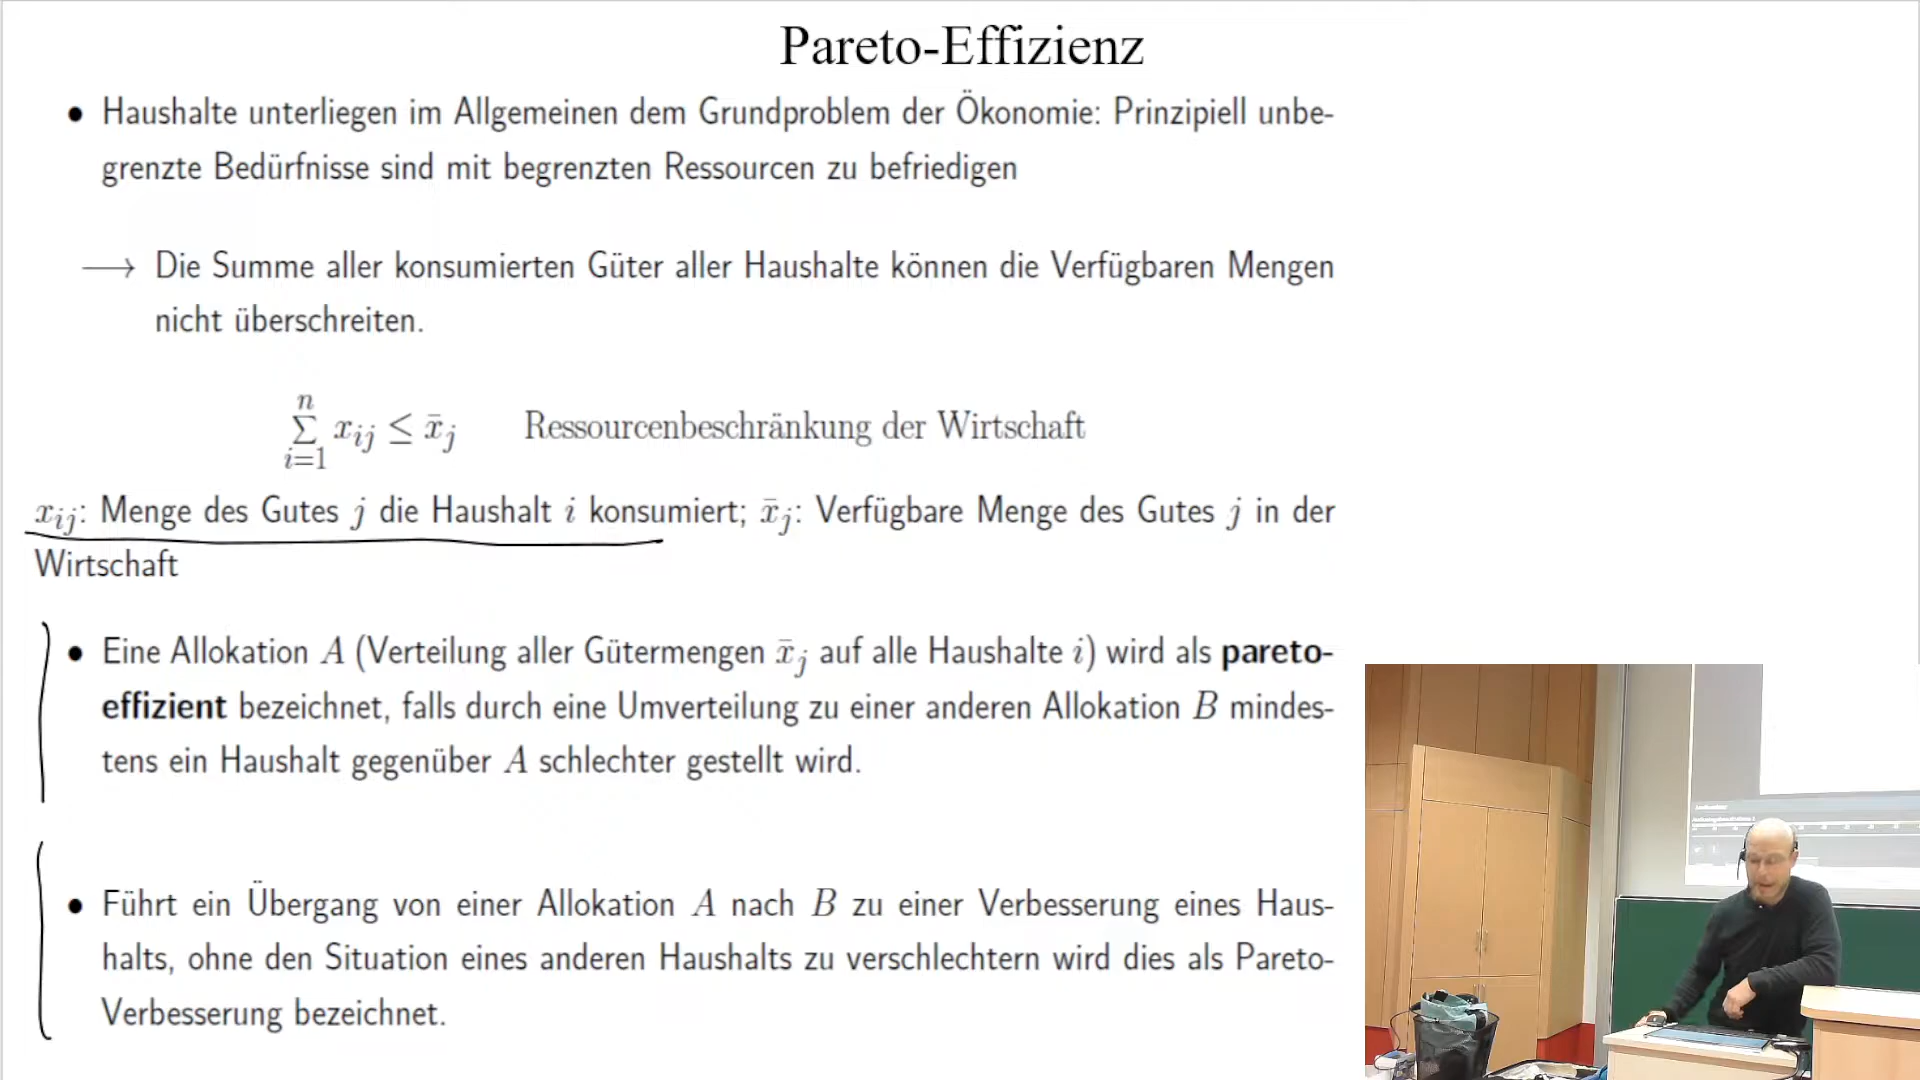 Pareto-Effizienz
• Haushalte unterliegen im Allgemeinen dem Grundproblem der Ökonomie: Prinzipiell unbe-
grenzte Bedürfnisse sind mit begrenzten Ressourcen zu befriedigen
⟶ Die Summe aller konsumierten Güter aller Haushalte können die Verfügbaren Mengen
nicht überschreiten.
n
∑ x_{ij} ≤ x̄_j Ressourcenbeschränkung der Wirtschaft
i=1
x_{ij}: Menge des Gutes j die Haushalt i konsumiert; x̄_j: Verfügbare Menge des Gutes j in der
Wirtschaft
• Eine Allokation A (Verteilung aller Gütermengen x̄_j auf alle Haushalte i) wird als pareto-
effizient bezeichnet, falls durch eine Umverteilung zu einer anderen Allokation B mindes-
tens ein Haushalt gegenüber A schlechter gestellt wird.
• Führt ein Übergang von einer Allokation A nach B zu einer Verbesserung eines Haus-
halts, ohne den Situation eines anderen Haushalts zu verschlechtern wird dies als Pareto-
Verbesserung bezeichnet.